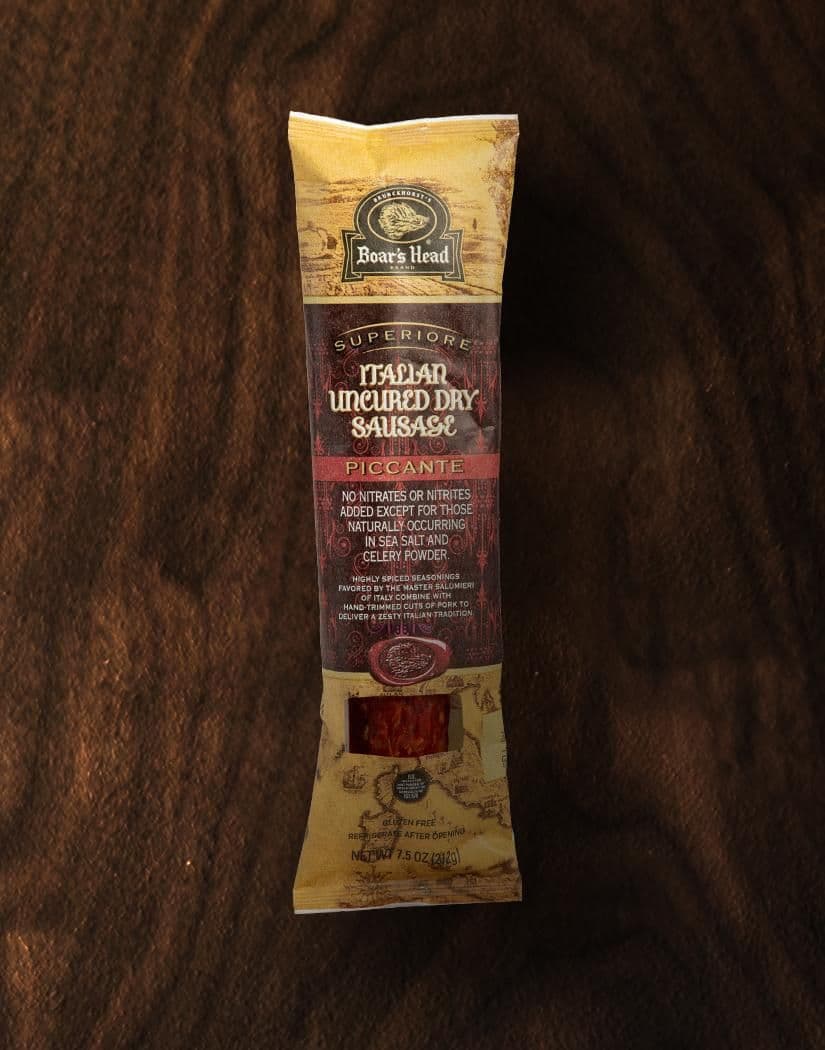 BRUNCKHORST'S
Boar's Head
BRAND
SUPERIORE
ITALIAN
UNCURED DRY
SAUSAGE
PICCANTE
NO NITRATES OR NITRITES
ADDED EXCEPT FOR THOSE
NATURALLY OCCURRING
IN SEA SALT AND
CELERY POWDER.
HIGHLY SPICED SEASONINGS
FAVORED BY THE MASTER SALUMIERI
OF ITALY COMBINE WITH
HAND-TRIMMED CUTS OF PORK TO
DELIVER A ZESTY ITALIAN TRADITION.
GLUTEN FREE
REFRIGERATE AFTER OPENING
NET WT 7.5 OZ (212g)